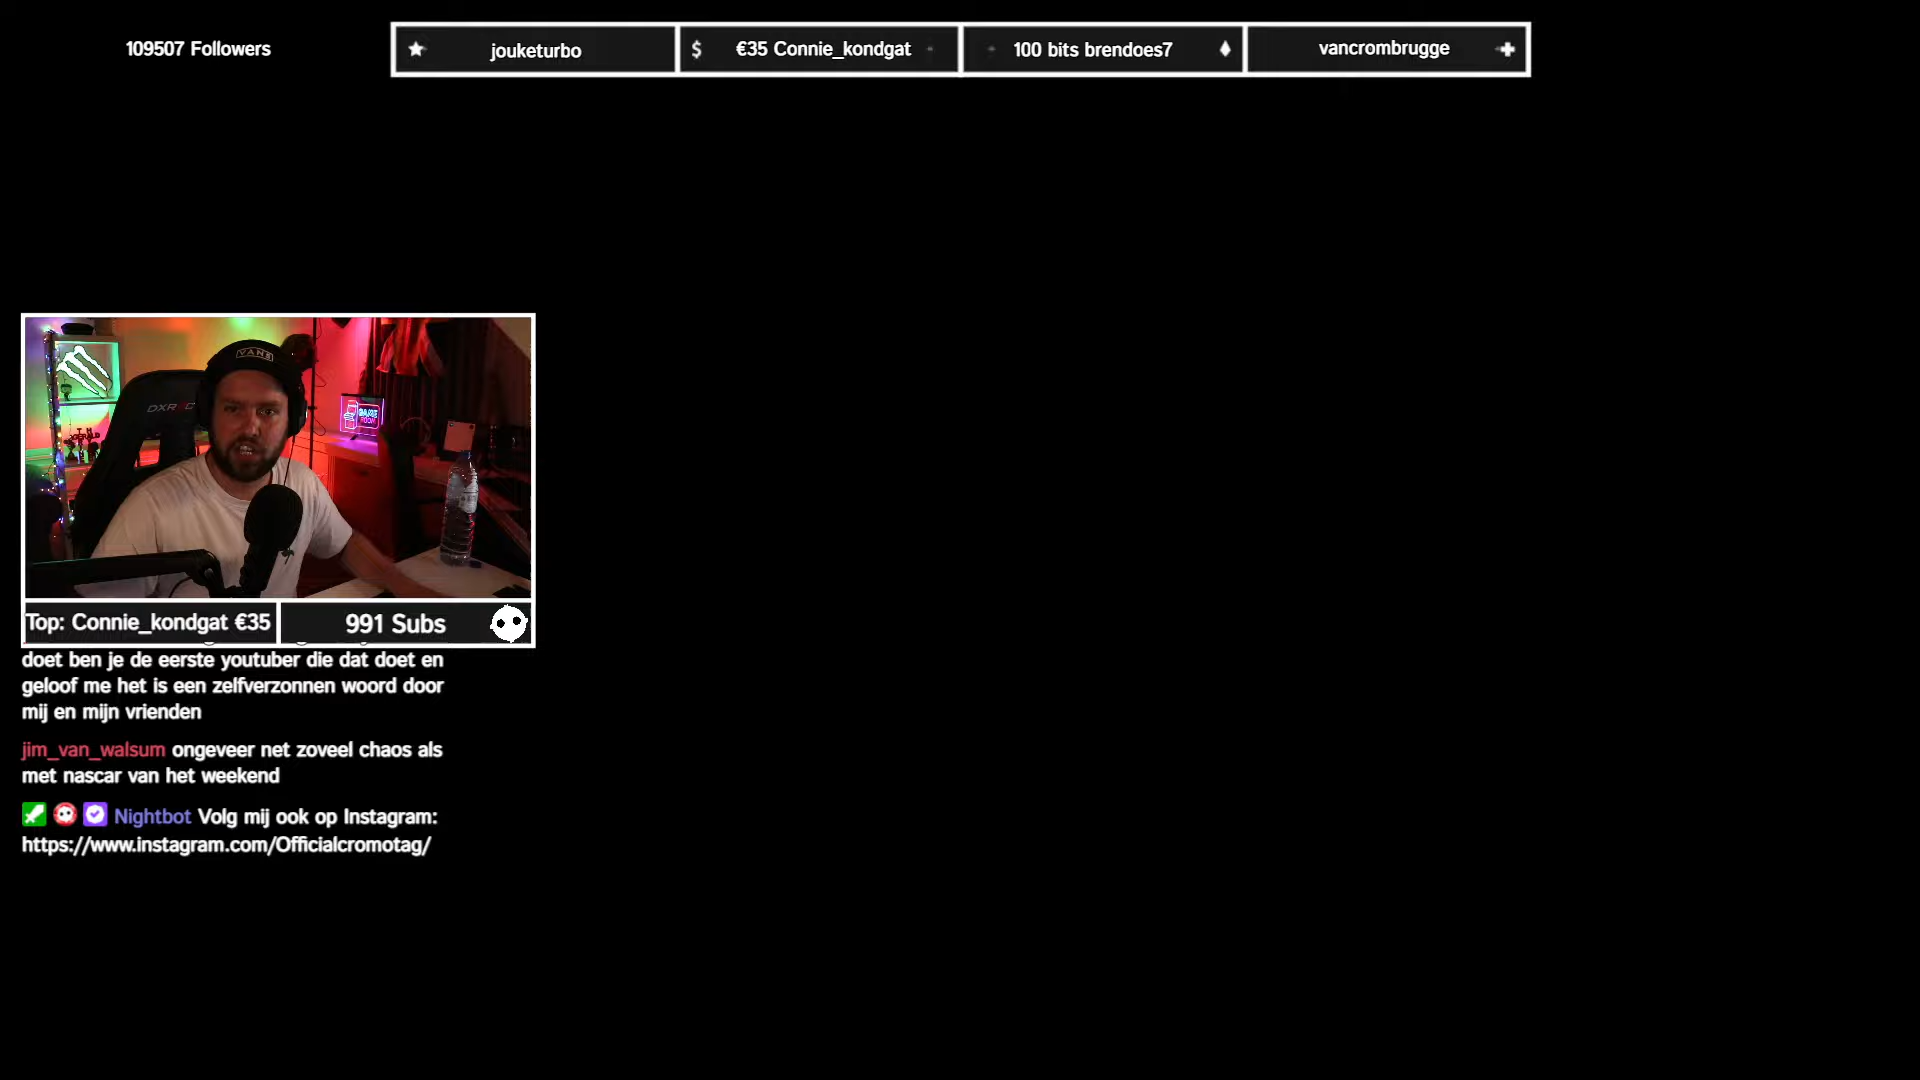 109507 Followers
jouketurbo
$ €35 Connie_kondgat
100 bits brendoes7
vancrombrugge
VANS
GAME
ROOM
Top: Connie_kondgat €35
991 Subs
doet ben je de eerste youtuber die dat doet en
geloof me het is een zelfverzonnen woord door
mij en mijn vrienden
jim_van_walsum ongeveer net zoveel chaos als
met nascar van het weekend
Nightbot Volg mij ook op Instagram:
https://www.instagram.com/Officialcromotag/